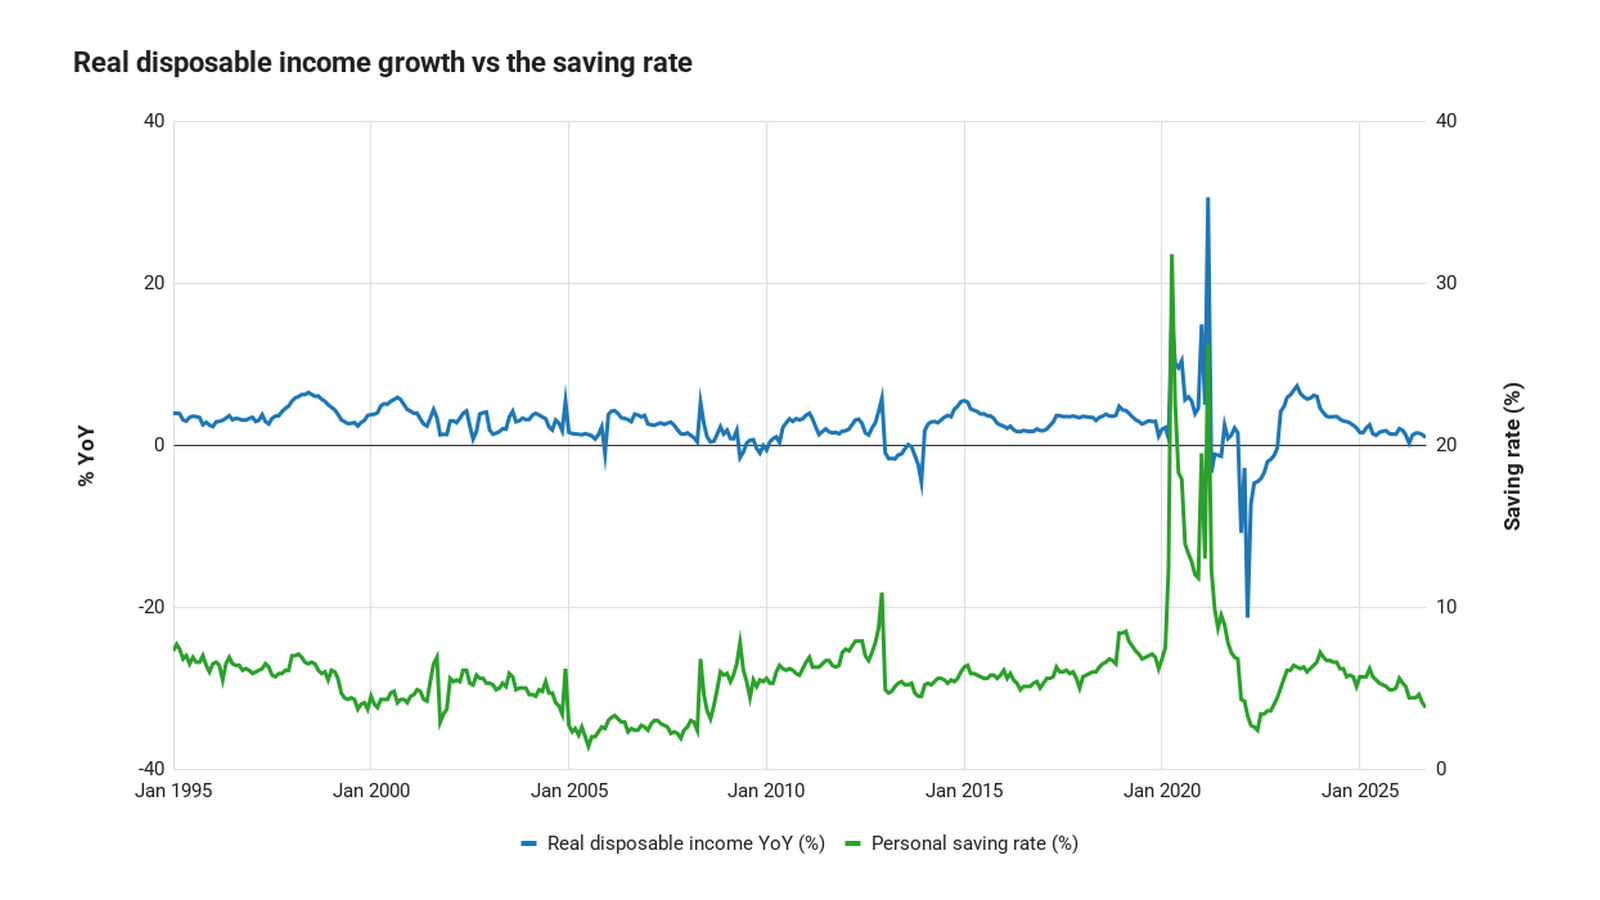 Real disposable income growth vs the saving rate
40
20
0
-20
-40
% YoY
40
30
20
10
0
Saving rate (%)
Jan 1995
Jan 2000
Jan 2005
Jan 2010
Jan 2015
Jan 2020
Jan 2025
Real disposable income YoY (%)
Personal saving rate (%)